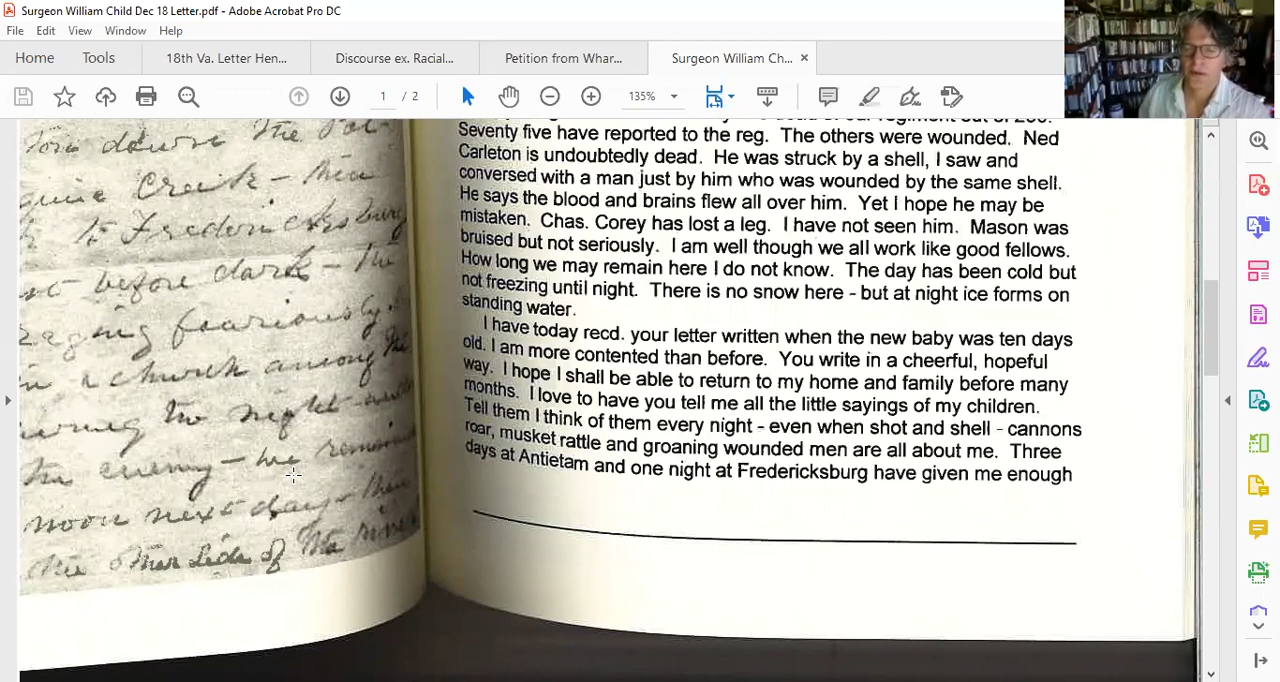 Surgeon William Child Dec 18 Letter.pdf - Adobe Acrobat Pro DC
File Edit View Window Help
Home Tools 18th Va. Letter Hen... Discourse ex. Racial... Petition from Whar... Surgeon William Ch... ×
1 / 2 135%
Seventy five have reported to the reg. The others were wounded. Ned
Carleton is undoubtedly dead. He was struck by a shell, I saw and
conversed with a man just by him who was wounded by the same shell.
He says the blood and brains flew all over him. Yet I hope he may be
mistaken. Chas. Corey has lost a leg. I have not seen him. Mason was
bruised but not seriously. I am well though we all work like good fellows.
How long we may remain here I do not know. The day has been cold but
not freezing until night. There is no snow here - but at night ice forms on
standing water.
I have today recd. your letter written when the new baby was ten days
old. I am more contented than before. You write in a cheerful, hopeful
way. I hope I shall be able to return to my home and family before many
months. I love to have you tell me all the little sayings of my children.
Tell them I think of them every night - even when shot and shell - cannons
roar, musket rattle and groaning wounded men are all about me. Three
days at Antietam and one night at Fredericksburg have given me enough
down the
Creek -
to Fredericksburg
before dark - the
raging
a church among the
the night
the enemy - we
noon next day - then
the other side of the